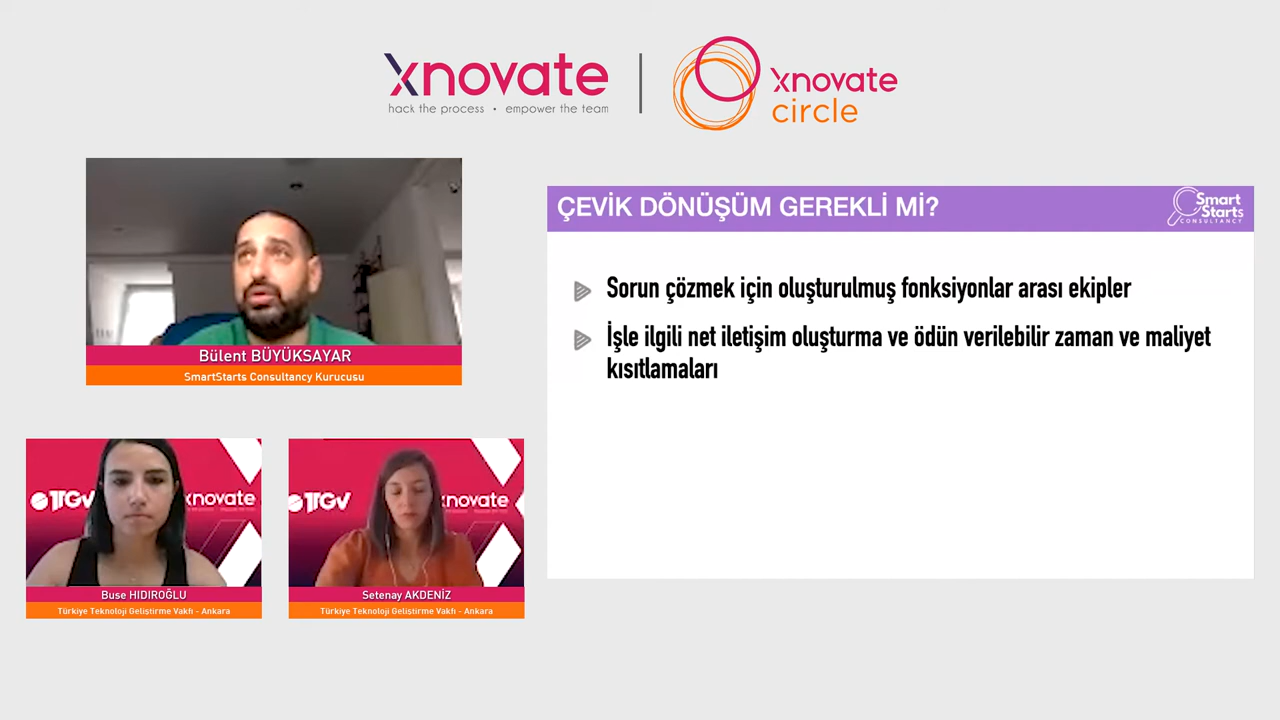 xnovate
hack the process • empower the team
xnovate
circle
ÇEVİK DÖNÜŞÜM GEREKLİ Mİ?
Smart
Starts
CONSULTANCY
Sorun çözmek için oluşturulmuş fonksiyonlar arası ekipler
İşle ilgili net iletişim oluşturma ve ödün verilebilir zaman ve maliyet
kısıtlamaları
Bülent BÜYÜKSAYAR
SmartStarts Consultancy Kurucusu
TTGV
xnovate
Buse HIDIROĞLU
Türkiye Teknoloji Geliştirme Vakfı - Ankara
TTGV
xnovate
Setenay AKDENİZ
Türkiye Teknoloji Geliştirme Vakfı - Ankara